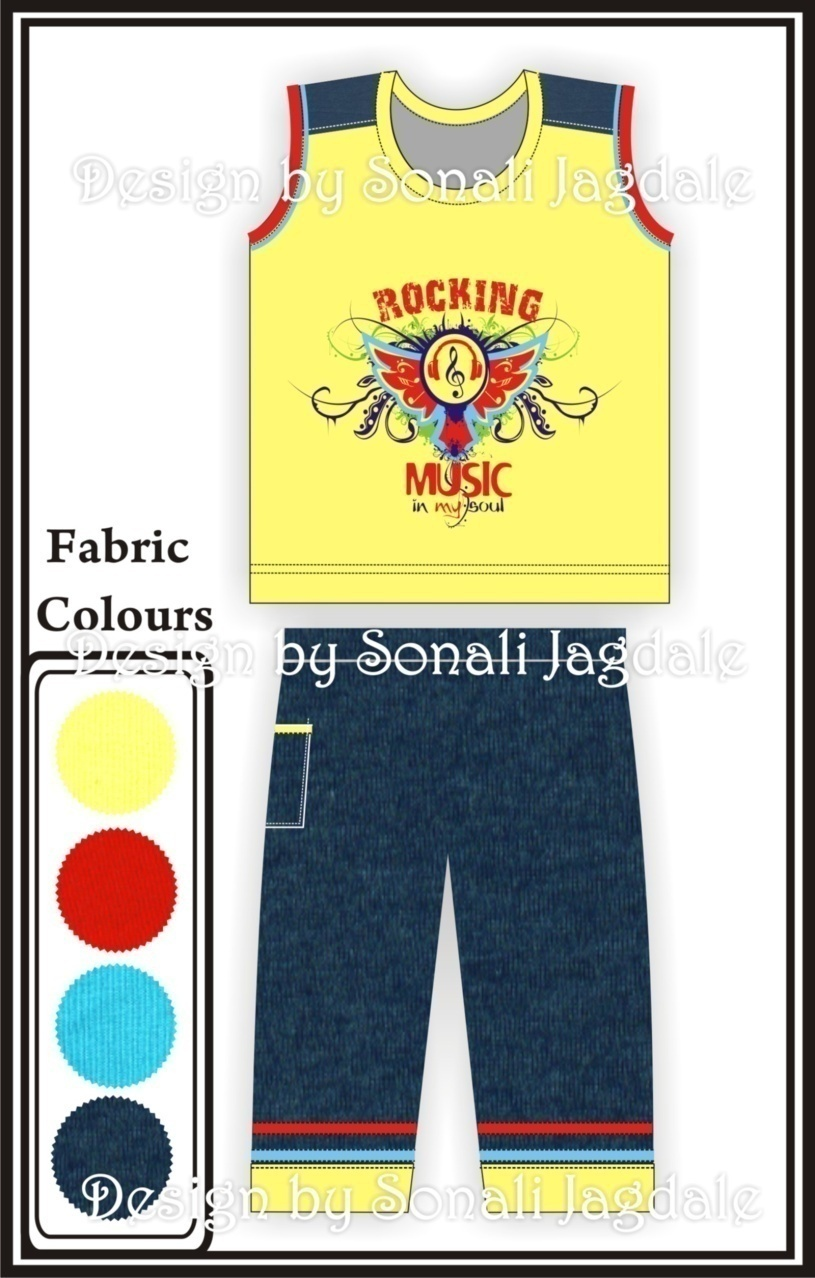 Design by Sonali Jagdale
ROCKING
MUSIC
in my soul
Fabric
Colours
Design by Sonali Jagdale
Design by Sonali Jagdale